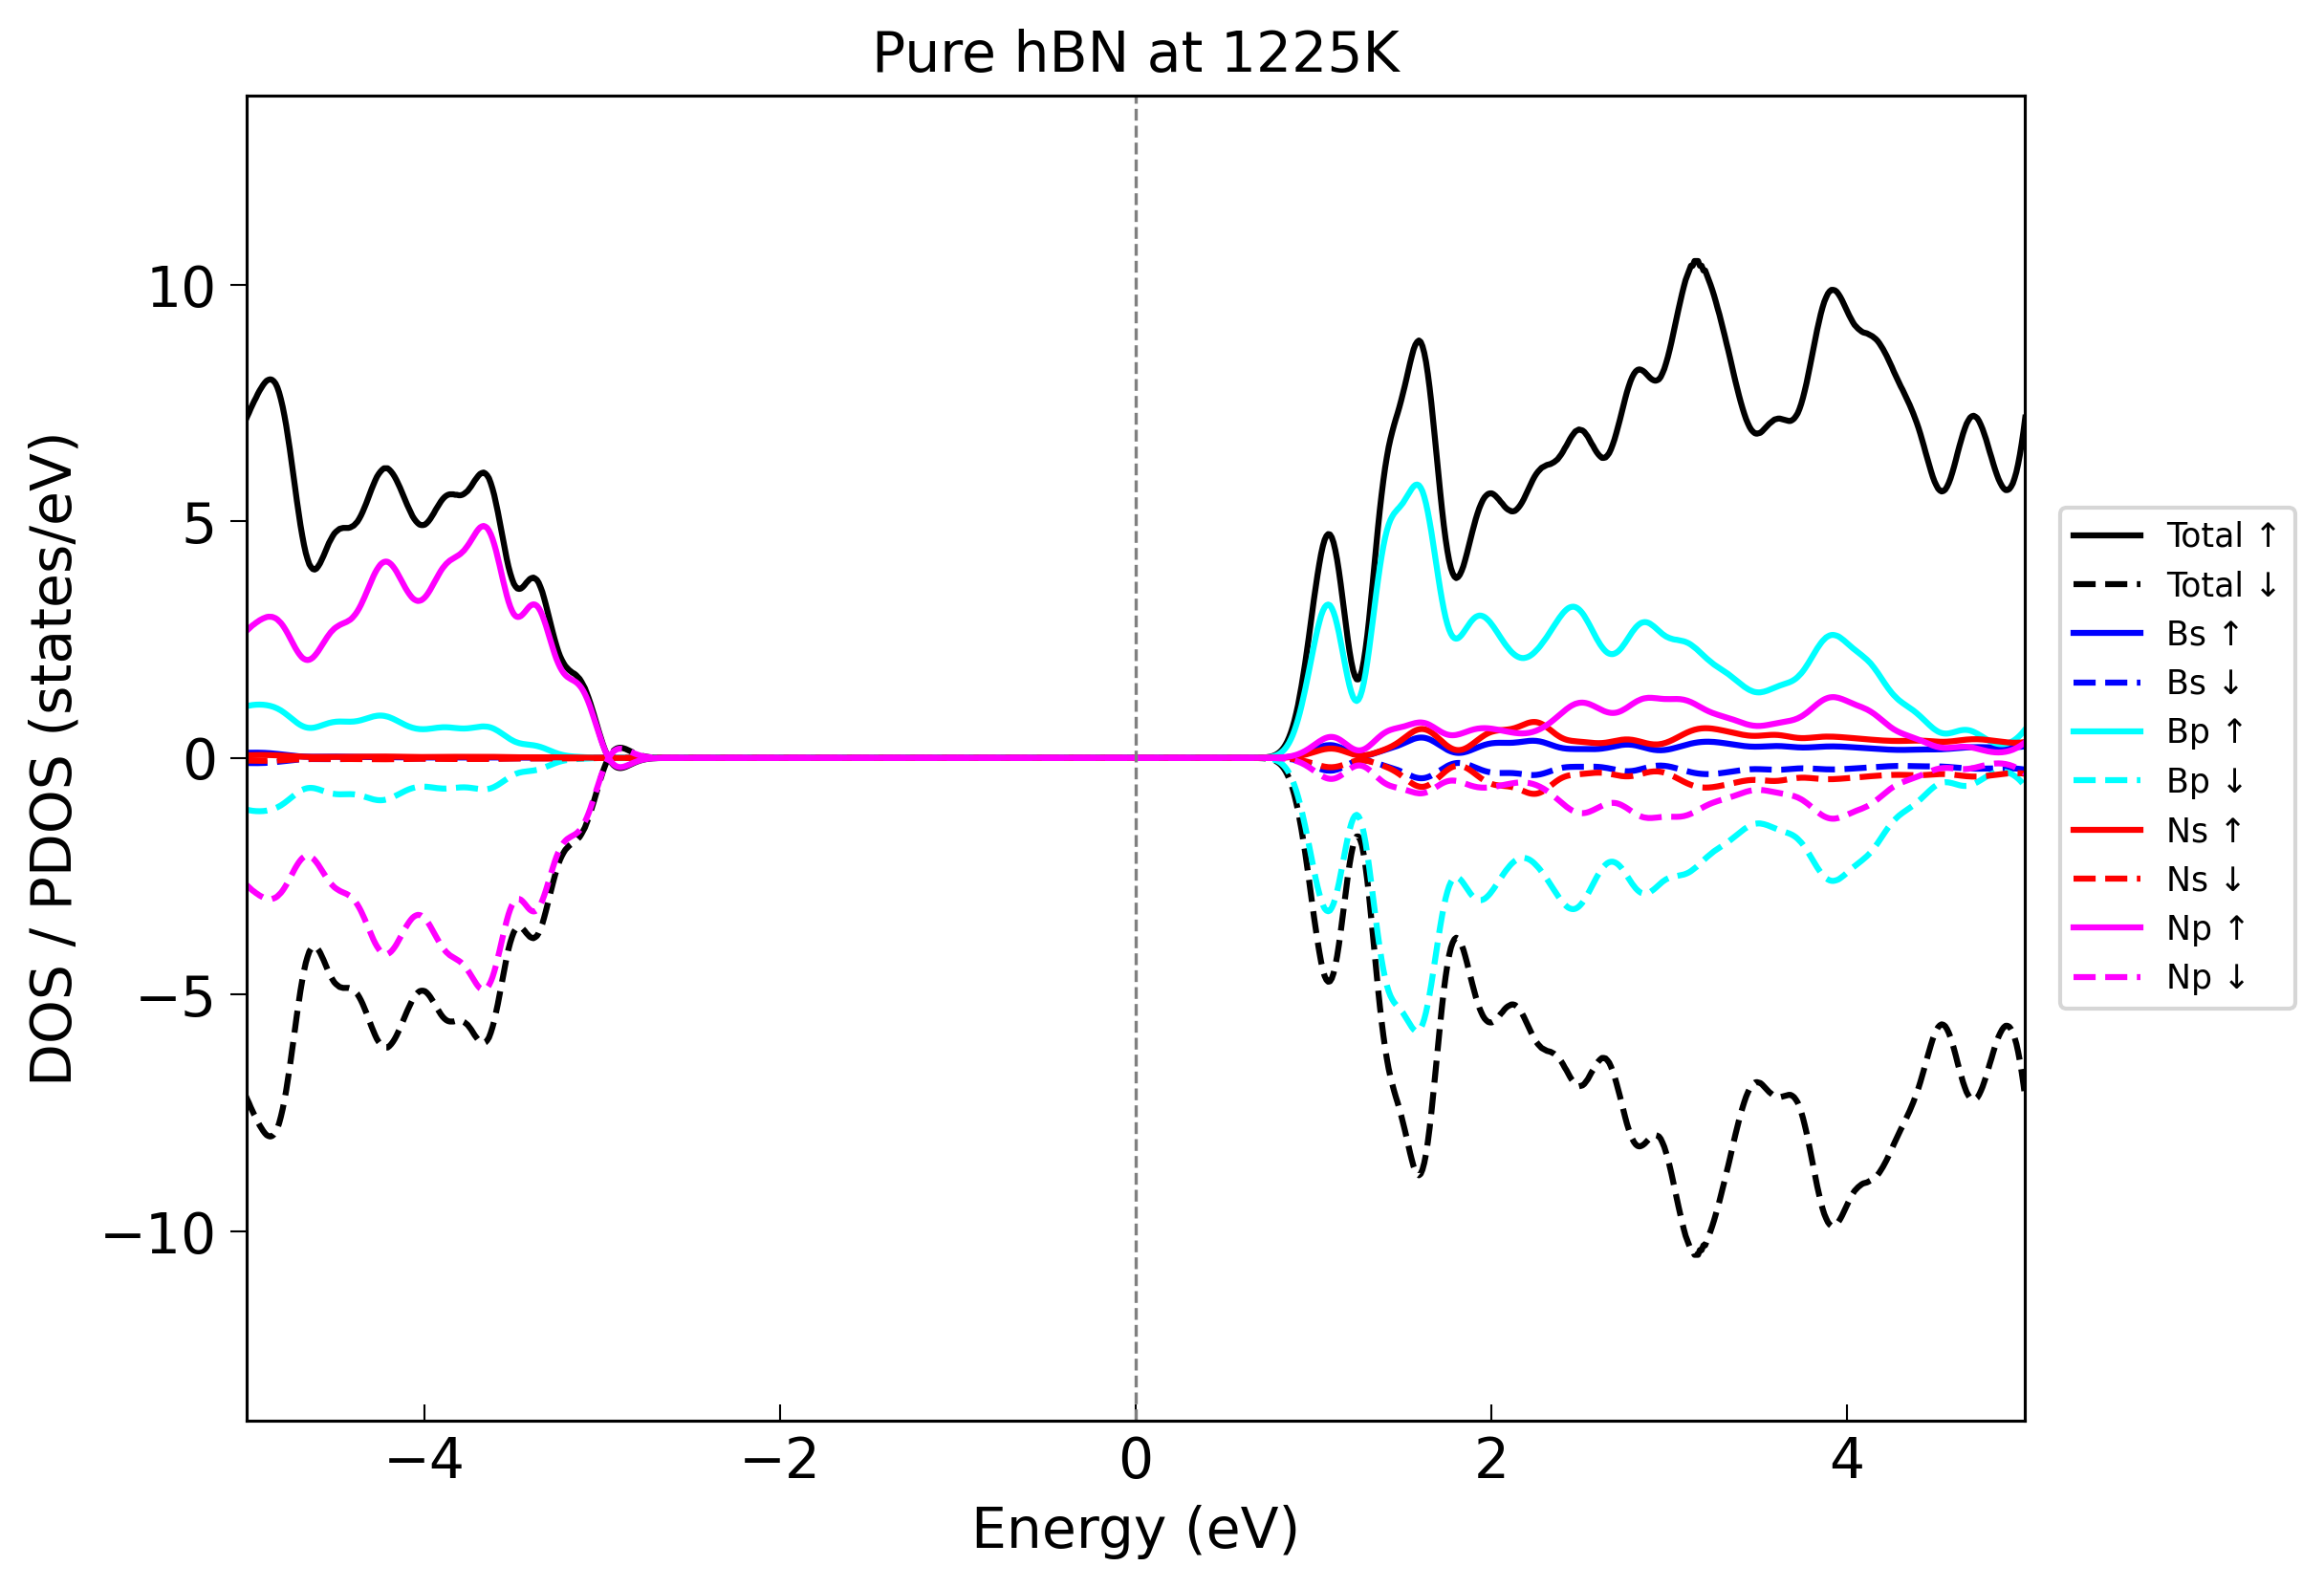 Pure hBN at 1225K
DOS / PDOS (states/eV)
10
5
0
−5
−10
−4
−2
0
2
4
Energy (eV)
Total ↑
Total ↓
Bs ↑
Bs ↓
Bp ↑
Bp ↓
Ns ↑
Ns ↓
Np ↑
Np ↓